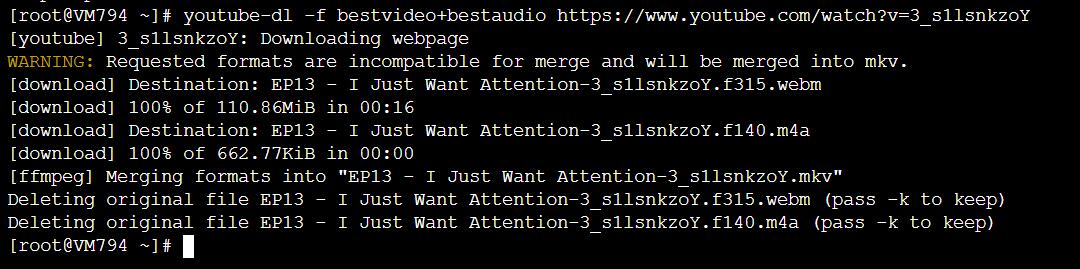 [root@VM794 ~]# youtube-dl -f bestvideo+bestaudio https://www.youtube.com/watch?v=3_s1lsnkzoY
[youtube] 3_s1lsnkzoY: Downloading webpage
WARNING: Requested formats are incompatible for merge and will be merged into mkv.
[download] Destination: EP13 - I Just Want Attention-3_s1lsnkzoY.f315.webm
[download] 100% of 110.86MiB in 00:16
[download] Destination: EP13 - I Just Want Attention-3_s1lsnkzoY.f140.m4a
[download] 100% of 662.77KiB in 00:00
[ffmpeg] Merging formats into "EP13 - I Just Want Attention-3_s1lsnkzoY.mkv"
Deleting original file EP13 - I Just Want Attention-3_s1lsnkzoY.f315.webm (pass -k to keep)
Deleting original file EP13 - I Just Want Attention-3_s1lsnkzoY.f140.m4a (pass -k to keep)
[root@VM794 ~]#